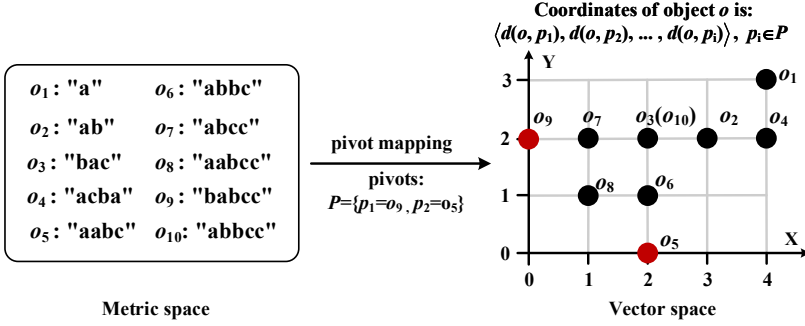 Coordinates of object o is:
⟨d(o, p₁), d(o, p₂), ... , d(o, pᵢ)⟩, pᵢ∈P
o₁ : "a" o₆ : "abbc"
o₂ : "ab" o₇ : "abcc"
o₃ : "bac" o₈ : "aabcc"
o₄ : "acba" o₉ : "babcc"
o₅ : "aabc" o₁₀ : "abbcc"
Metric space
pivot mapping
pivots:
P={p₁=o₉ , p₂=o₅}
Y
3 o₁
2 o₉ o₇ o₃(o₁₀) o₂ o₄
1 o₈ o₆
0 o₅ X
0 1 2 3 4
Vector space